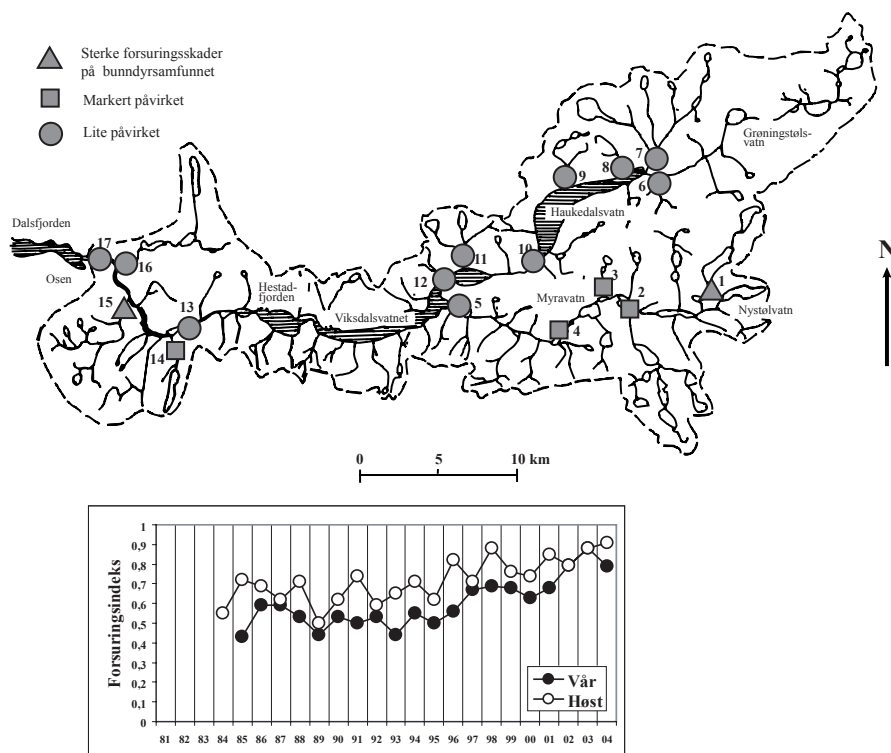 Sterke forsuringsskader
på bunndyrsamfunnet
Markert påvirket
Lite påvirket
Grøningstøls-
vatn
7
8
9
6
Haukedalsvatn
Dalsfjorden
17
16
Osen
15
13
14
Hestad-
fjorden
Viksdalsvatnet
11
10
12
5
3
Myravatn
2
4
1
Nystølvatn
N
0 5 10 km
Forsuringsindeks
1
0,9
0,8
0,7
0,6
0,5
0,4
0,3
0,2
0,1
0
81 82 83 84 85 86 87 88 89 90 91 92 93 94 95 96 97 98 99 00 01 02 03 04
Vår
Høst